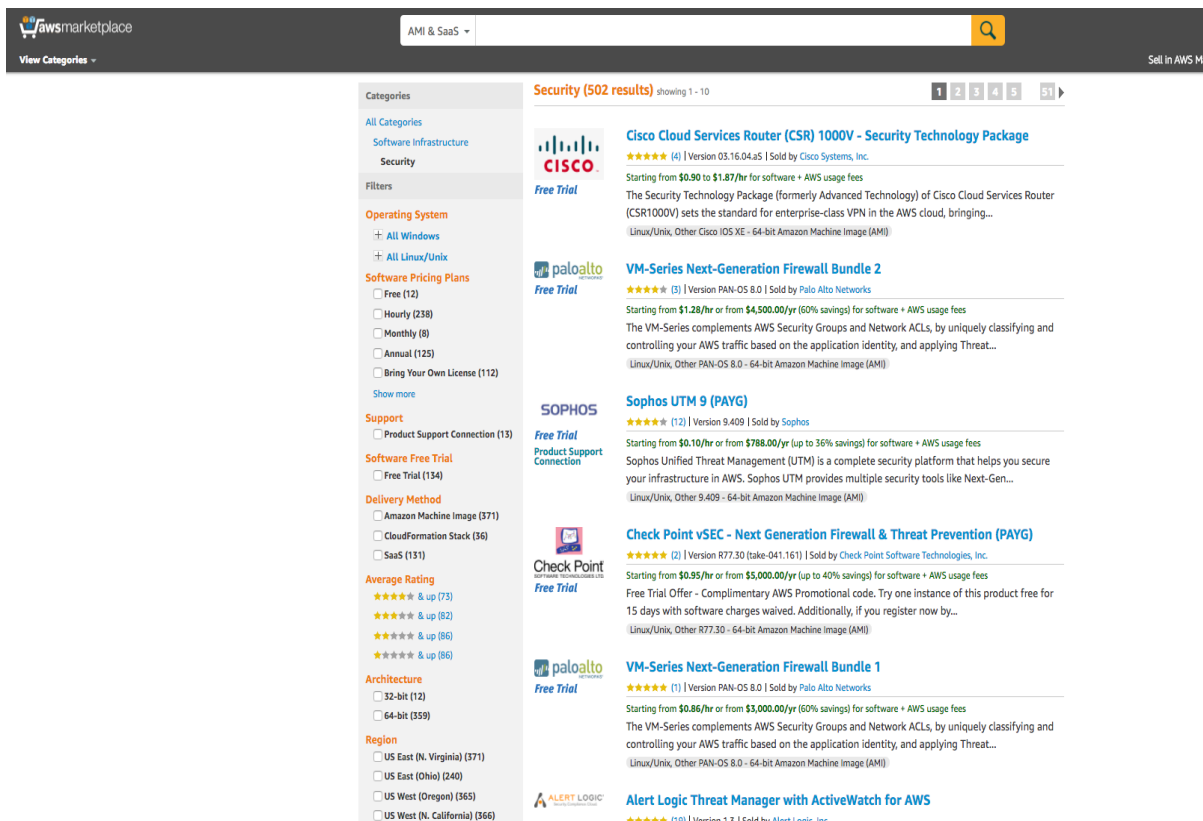 awsmarketplace
AMI & SaaS
View Categories
Sell in AWS M
Categories
All Categories
Software Infrastructure
Security
Filters
Operating System
All Windows
All Linux/Unix
Software Pricing Plans
Free (12)
Hourly (238)
Monthly (8)
Annual (125)
Bring Your Own License (112)
Show more
Support
Product Support Connection (13)
Software Free Trial
Free Trial (134)
Delivery Method
Amazon Machine Image (371)
CloudFormation Stack (36)
SaaS (131)
Average Rating
& up (73)
& up (82)
& up (86)
& up (86)
Architecture
32-bit (12)
64-bit (359)
Region
US East (N. Virginia) (371)
US East (Ohio) (240)
US West (Oregon) (365)
US West (N. California) (366)
Security (502 results) showing 1 - 10
1 2 3 4 5 51
CISCO
Free Trial
Cisco Cloud Services Router (CSR) 1000V - Security Technology Package
(4) | Version 03.16.04.aS | Sold by Cisco Systems, Inc.
Starting from $0.90 to $1.87/hr for software + AWS usage fees
The Security Technology Package (formerly Advanced Technology) of Cisco Cloud Services Router
(CSR1000V) sets the standard for enterprise-class VPN in the AWS cloud, bringing...
Linux/Unix, Other Cisco IOS XE - 64-bit Amazon Machine Image (AMI)
paloalto
NETWORKS
Free Trial
VM-Series Next-Generation Firewall Bundle 2
(3) | Version PAN-OS 8.0 | Sold by Palo Alto Networks
Starting from $1.28/hr or from $4,500.00/yr (60% savings) for software + AWS usage fees
The VM-Series complements AWS Security Groups and Network ACLs, by uniquely classifying and
controlling your AWS traffic based on the application identity, and applying Threat...
Linux/Unix, Other PAN-OS 8.0 - 64-bit Amazon Machine Image (AMI)
SOPHOS
Free Trial
Product Support
Connection
Sophos UTM 9 (PAYG)
(12) | Version 9.409 | Sold by Sophos
Starting from $0.10/hr or from $788.00/yr (up to 36% savings) for software + AWS usage fees
Sophos Unified Threat Management (UTM) is a complete security platform that helps you secure
your infrastructure in AWS. Sophos UTM provides multiple security tools like Next-Gen...
Linux/Unix, Other 9.409 - 64-bit Amazon Machine Image (AMI)
Check Point
SOFTWARE TECHNOLOGIES LTD.
Free Trial
Check Point vSEC - Next Generation Firewall & Threat Prevention (PAYG)
(2) | Version R77.30 (take-041.161) | Sold by Check Point Software Technologies, Inc.
Starting from $0.95/hr or from $5,000.00/yr (up to 40% savings) for software + AWS usage fees
Free Trial Offer - Complimentary AWS Promotional code. Try one instance of this product free for
15 days with software charges waived. Additionally, if you register now by...
Linux/Unix, Other R77.30 - 64-bit Amazon Machine Image (AMI)
paloalto
NETWORKS
Free Trial
VM-Series Next-Generation Firewall Bundle 1
(1) | Version PAN-OS 8.0 | Sold by Palo Alto Networks
Starting from $0.86/hr or from $3,000.00/yr (60% savings) for software + AWS usage fees
The VM-Series complements AWS Security Groups and Network ACLs, by uniquely classifying and
controlling your AWS traffic based on the application identity, and applying Threat...
Linux/Unix, Other PAN-OS 8.0 - 64-bit Amazon Machine Image (AMI)
ALERT LOGIC
Alert Logic Threat Manager with ActiveWatch for AWS
(19) | Version 1.3 | Sold by Alert Logic, Inc.